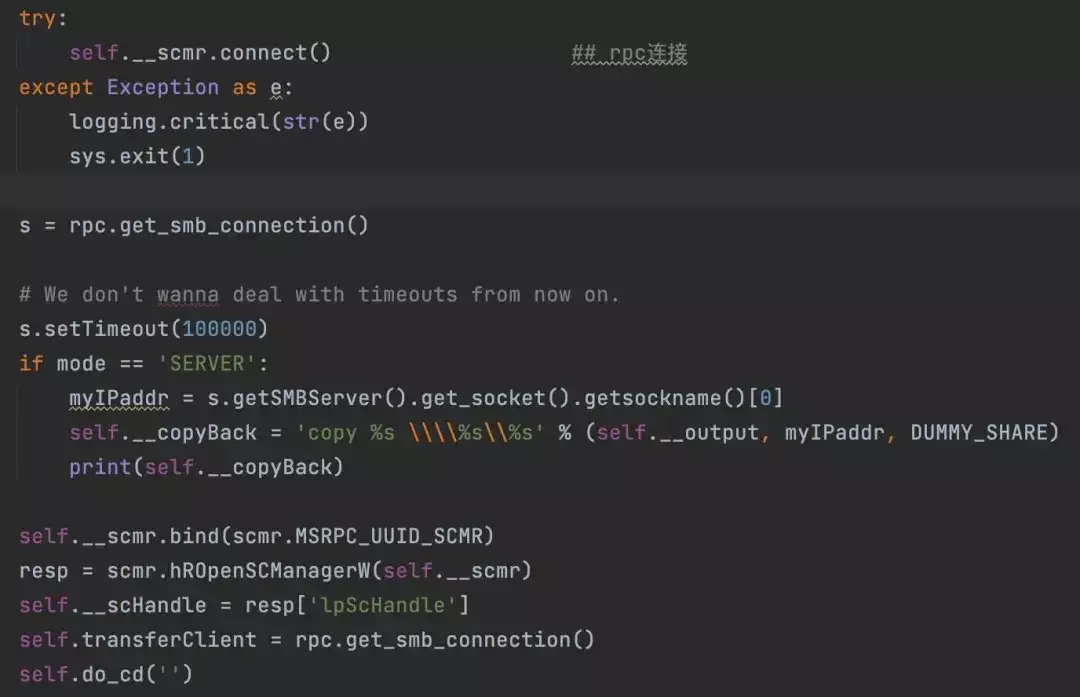 try:
    self.__scmr.connect()                    ## rpc连接
except Exception as e:
    logging.critical(str(e))
    sys.exit(1)
s = rpc.get_smb_connection()
# We don't wanna deal with timeouts from now on.
s.setTimeout(100000)
if mode == 'SERVER':
    myIPaddr = s.getSMBServer().get_socket().getsockname()[0]
    self.__copyBack = 'copy %s \\\\%s\\%s' % (self.__output, myIPaddr, DUMMY_SHARE)
    print(self.__copyBack)
self.__scmr.bind(scmr.MSRPC_UUID_SCMR)
resp = scmr.hROpenSCManagerW(self.__scmr)
self.__scHandle = resp['lpScHandle']
self.transferClient = rpc.get_smb_connection()
self.do_cd('')